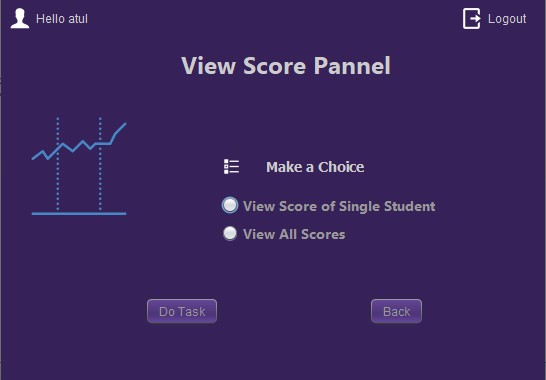 Hello atul
Logout
View Score Pannel
Make a Choice
View Score of Single Student
View All Scores
Do Task
Back